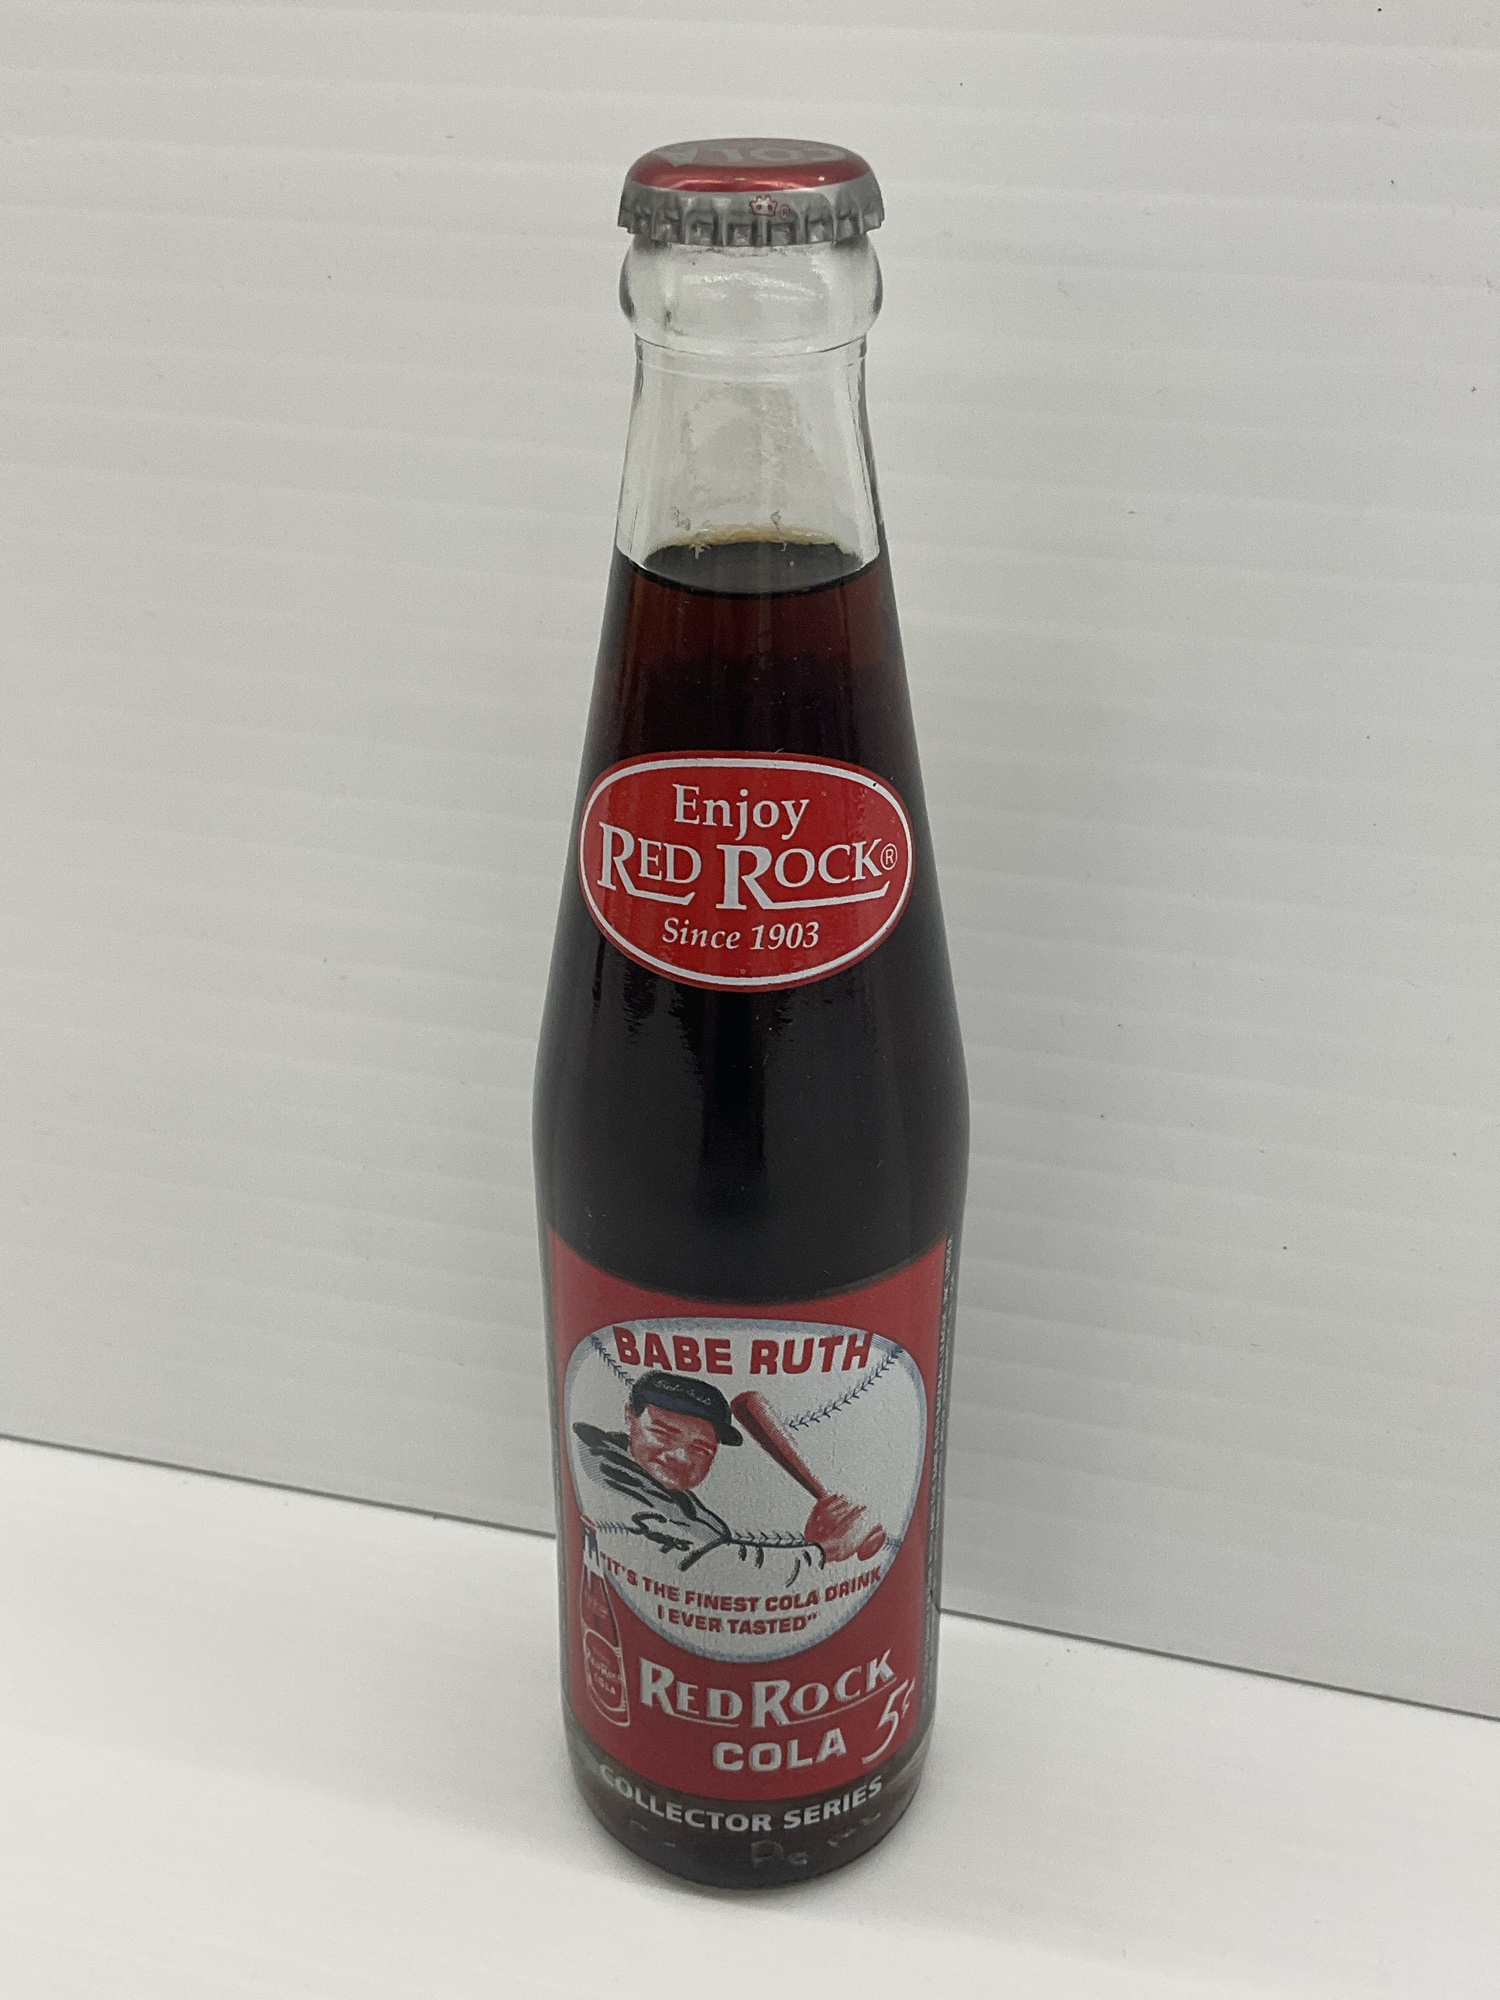 COLA
Enjoy
RED ROCK®
Since 1903
BABE RUTH
"IT'S THE FINEST COLA DRINK
I EVER TASTED"
RED ROCK
COLA 5¢
COLLECTOR SERIES